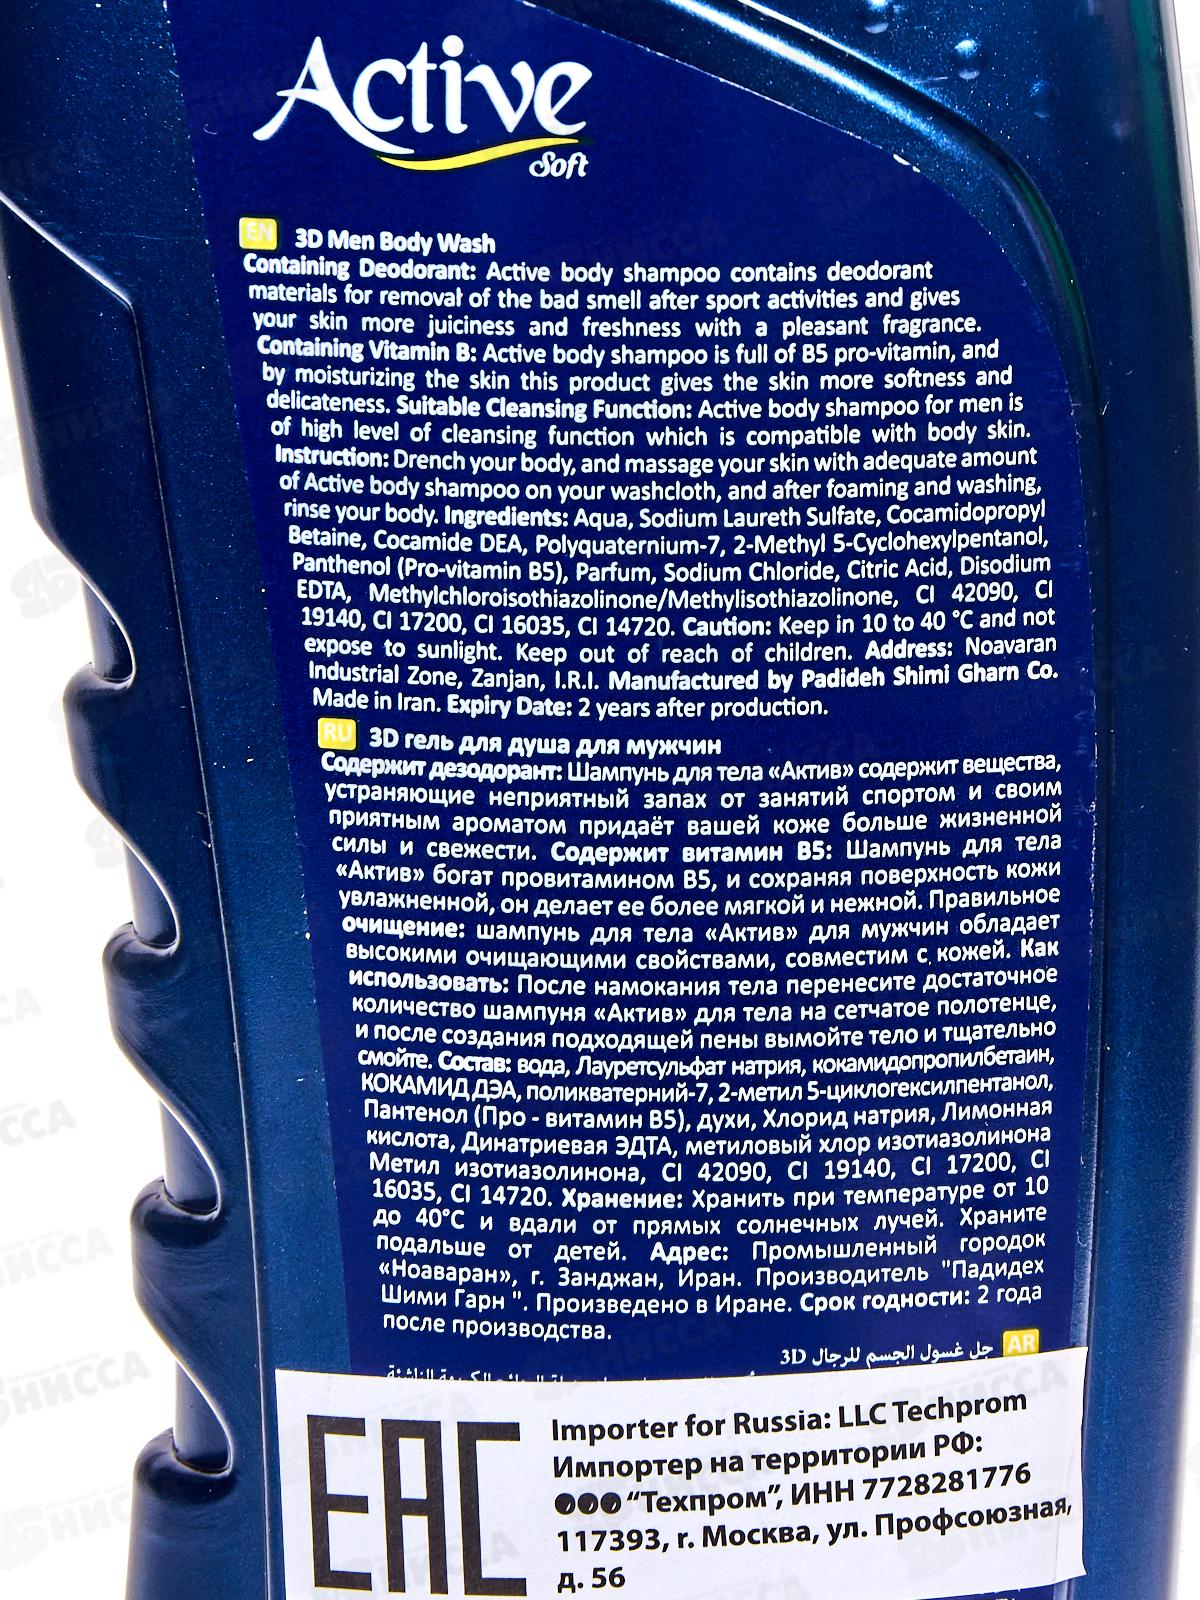 Active
Soft
EN 3D Men Body Wash
Containing Deodorant: Active body shampoo contains deodorant
materials for removal of the bad smell after sport activities and gives
your skin more juiciness and freshness with a pleasant fragrance.
Containing Vitamin B: Active body shampoo is full of B5 pro-vitamin, and
by moisturizing the skin this product gives the skin more softness and
delicateness. Suitable Cleansing Function: Active body shampoo for men is
of high level of cleansing function which is compatible with body skin.
Instruction: Drench your body, and massage your skin with adequate amount
of Active body shampoo on your washcloth, and after foaming and washing,
rinse your body. Ingredients: Aqua, Sodium Laureth Sulfate, Cocamidopropyl
Betaine, Cocamide DEA, Polyquaternium-7, 2-Methyl 5-Cyclohexylpentanol,
Panthenol (Pro-vitamin B5), Parfum, Sodium Chloride, Citric Acid, Disodium
EDTA, Methylchloroisothiazolinone/Methylisothiazolinone, CI 42090, CI
19140, CI 17200, CI 16035, CI 14720. Caution: Keep in 10 to 40 °C and not
expose to sunlight. Keep out of reach of children. Address: Noavaran
Industrial Zone, Zanjan, I.R.I. Manufactured by Padideh Shimi Gharn Co.
Made in Iran. Expiry Date: 2 years after production.
RU 3D гель для душа для мужчин
Содержит дезодорант: Шампунь для тела «Актив» содержит вещества,
устраняющие неприятный запах от занятий спортом и своим
приятным ароматом придаёт вашей коже больше жизненной
силы и свежести. Содержит витамин B5: Шампунь для тела
«Актив» богат провитамином B5, и сохраняя поверхность кожи
увлажненной, он делает ее более мягкой и нежной. Правильное
очищение: шампунь для тела «Актив» для мужчин обладает
высокими очищающими свойствами, совместим с кожей. Как
использовать: После намокания тела перенесите достаточное
количество шампуня «Актив» для тела на сетчатое полотенце,
и после создания подходящей пены вымойте тело и тщательно
смойте. Состав: вода, Лауретсульфат натрия, кокамидопропилбетаин,
КОКАМИД ДЭА, поликватерний-7, 2-метил 5-циклогексилпентанол,
Пантенол (Про - витамин B5), духи, Хлорид натрия, Лимонная
кислота, Динатриевая ЭДТА, метиловый хлор изотиазолинона
Метил изотиазолинона, CI 42090, CI 19140, CI 17200, CI
16035, CI 14720. Хранение: Хранить при температуре от 10
до 40°C и вдали от прямых солнечных лучей. Храните
подальше от детей. Адрес: Промышленный городок
«Ноаваран», г. Занджан, Иран. Производитель "Падидех
Шими Гарн ". Произведено в Иране. Срок годности: 2 года
после производства.
AR جل غسول الجسم للرجال 3D
EAC
Importer for Russia: LLC Techprom
Импортер на территории РФ:
ООО “Техпром”, ИНН 7728281776
117393, г. Москва, ул. Профсоюзная,
д. 56